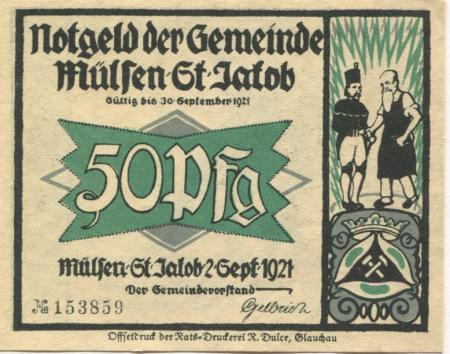 Notgeld der Gemeinde
Mülsen-St-Jakob
Gültig bis 30-September 1921
50 Pfg
Mülsen-St-Jakob 2-Sept-1921
Der Gemeindevorstand
Gelbrich
№ 153859
Offsetdruck der Rats-Druckerei R. Dulce, Glauchau